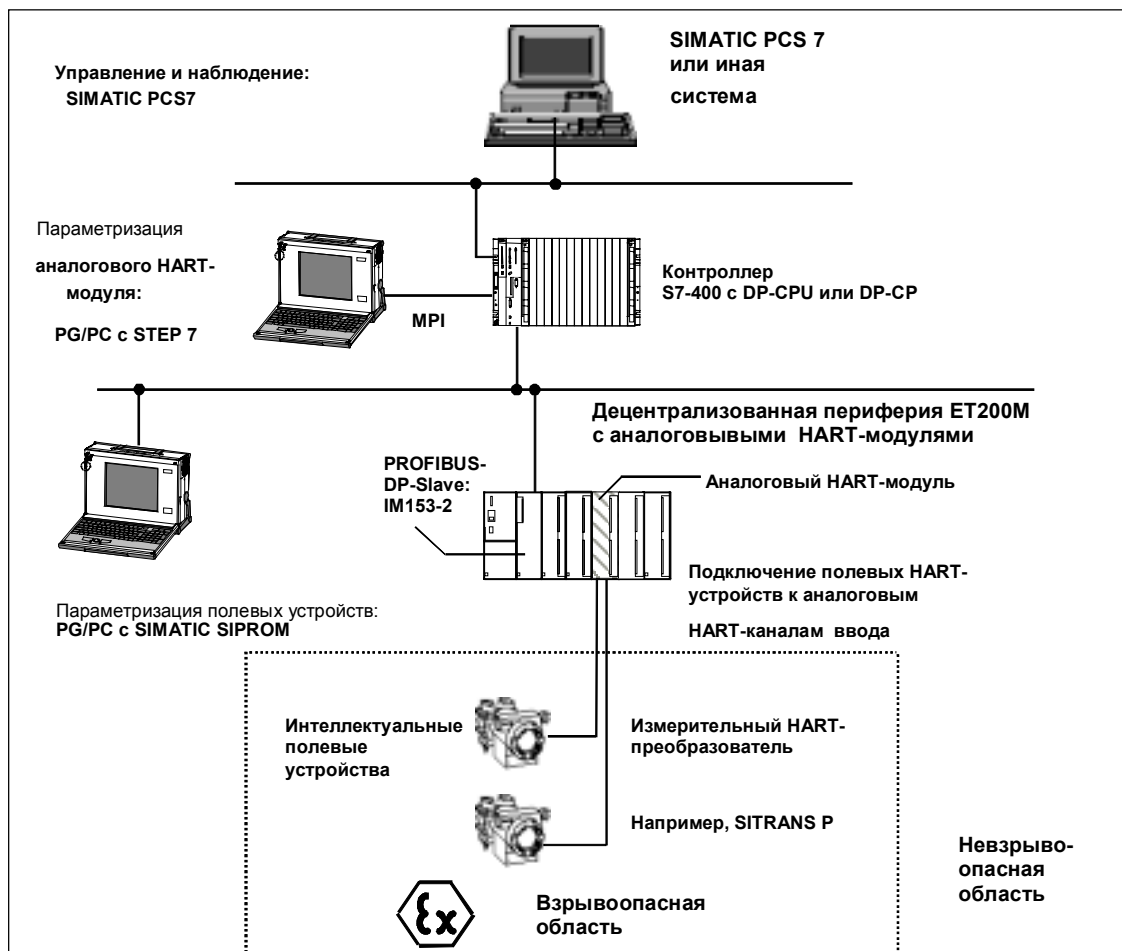 SIMATIC PCS 7
или иная
система
Управление и наблюдение:
SIMATIC PCS7
Параметризация
аналогового HART-
модуля:
PG/PC с STEP 7
MPI
Контроллер
S7-400 с DP-CPU или DP-CP
Децентрализованная периферия ET200M
с аналоговывыми HART-модулями
PROFIBUS-
DP-Slave:
IM153-2
Аналоговый HART-модуль
Подключение полевых HART-
устройств к аналоговым
HART-каналам ввода
Параметризация полевых устройств:
PG/PC с SIMATIC SIPROM
Интеллектуальные
полевые
устройства
Измерительный HART-
преобразователь
Например, SITRANS P
Невзрыво-
опасная
область
Ex
Взрывоопасная
область